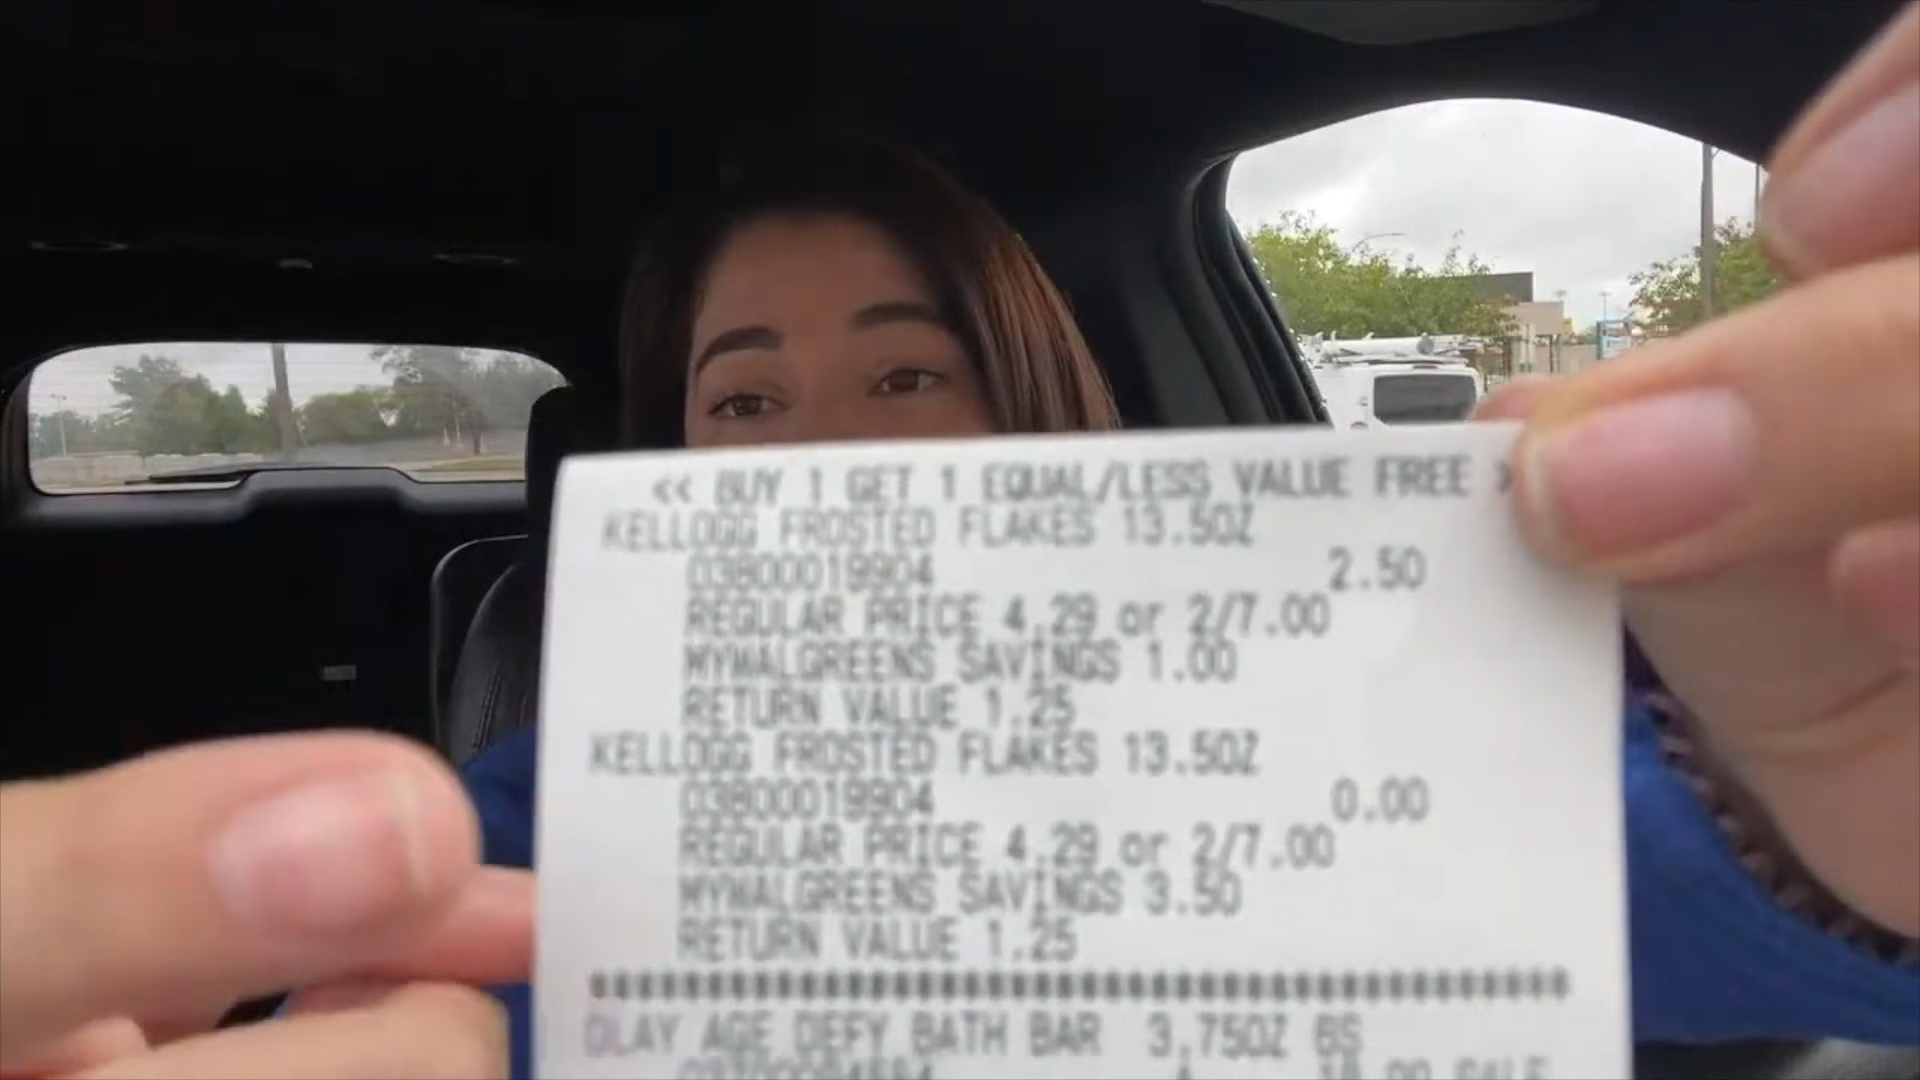 << BUY 1 GET 1 EQUAL/LESS VALUE FREE >
KELLOGG FROSTED FLAKES 13.5OZ
03800019904 2.50
REGULAR PRICE 4.29 or 2/7.00
MYWALGREENS SAVINGS 1.00
RETURN VALUE 1.25
KELLOGG FROSTED FLAKES 13.5OZ
03800019904 0.00
REGULAR PRICE 4.29 or 2/7.00
MYWALGREENS SAVINGS 3.50
RETURN VALUE 1.25
OLAY AGE DEFY BATH BAR 3.75OZ 6S
SALE